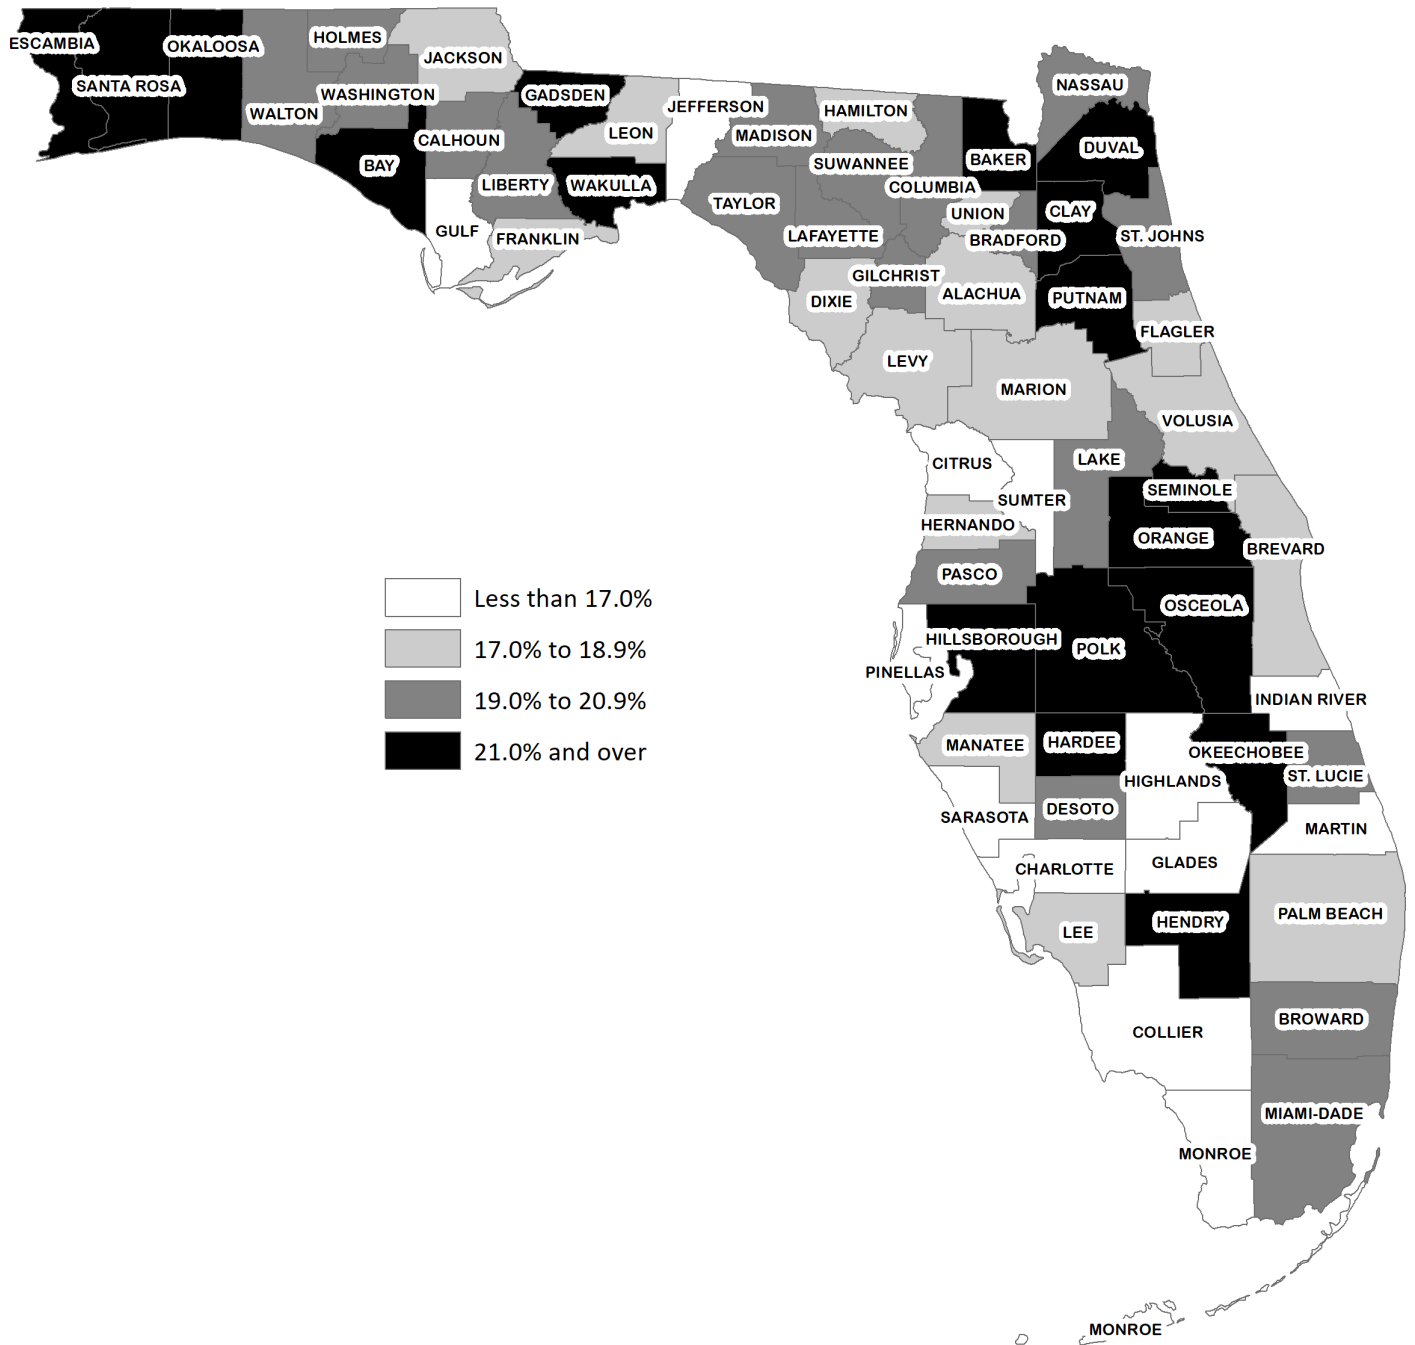 ESCAMBIA
OKALOOSA
HOLMES
JACKSON
SANTA ROSA
WASHINGTON
WALTON
GADSDEN
JEFFERSON
NASSAU
CALHOUN
LEON
MADISON
HAMILTON
DUVAL
BAY
LIBERTY
WAKULLA
SUWANNEE
BAKER
COLUMBIA
TAYLOR
UNION
CLAY
GULF
FRANKLIN
LAFAYETTE
BRADFORD
ST. JOHNS
GILCHRIST
DIXIE
ALACHUA
PUTNAM
FLAGLER
LEVY
MARION
VOLUSIA
CITRUS
LAKE
SUMTER
SEMINOLE
HERNANDO
ORANGE
BREVARD
PASCO
Less than 17.0%
OSCEOLA
HILLSBOROUGH
POLK
17.0% to 18.9%
PINELLAS
19.0% to 20.9%
INDIAN RIVER
21.0% and over
MANATEE
HARDEE
OKEECHOBEE
HIGHLANDS
ST. LUCIE
SARASOTA
DESOTO
MARTIN
CHARLOTTE
GLADES
LEE
HENDRY
PALM BEACH
COLLIER
BROWARD
MIAMI-DADE
MONROE
MONROE